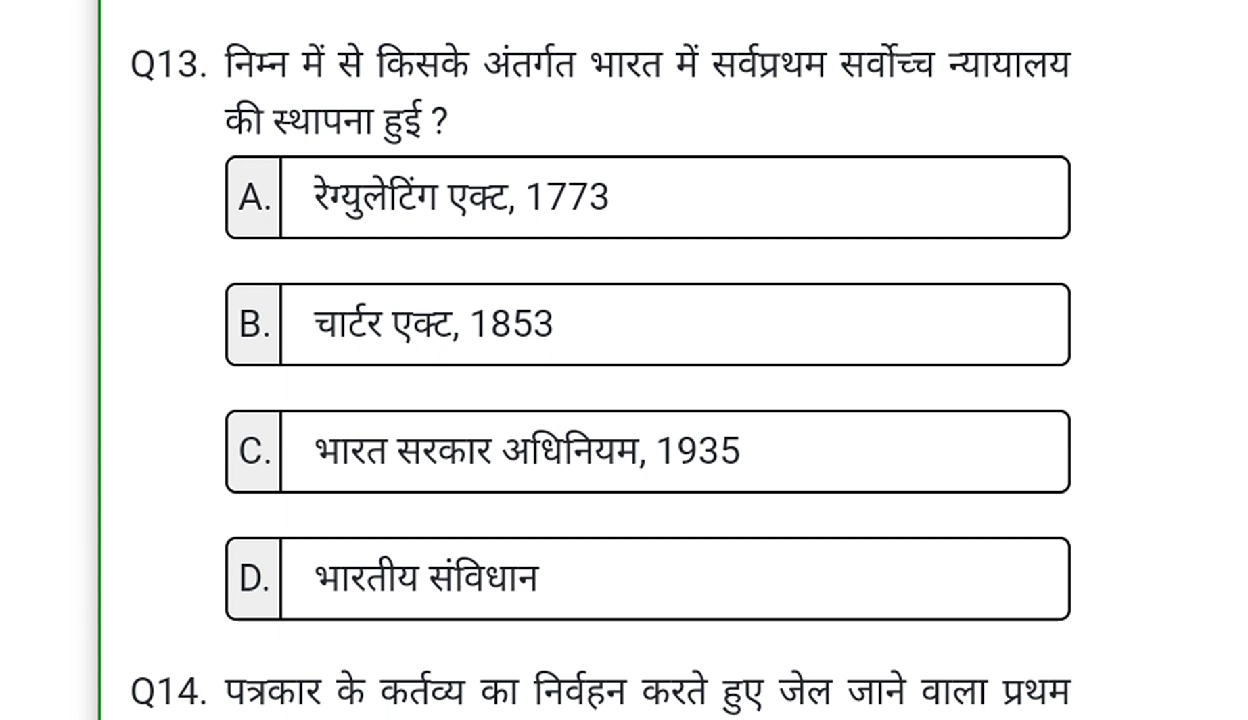 Q13. निम्न में से किसके अंतर्गत भारत में सर्वप्रथम सर्वोच्च न्यायालय
की स्थापना हुई ?
A. रेग्युलेटिंग एक्ट, 1773
B. चार्टर एक्ट, 1853
C. भारत सरकार अधिनियम, 1935
D. भारतीय संविधान
Q14. पत्रकार के कर्तव्य का निर्वहन करते हुए जेल जाने वाला प्रथम